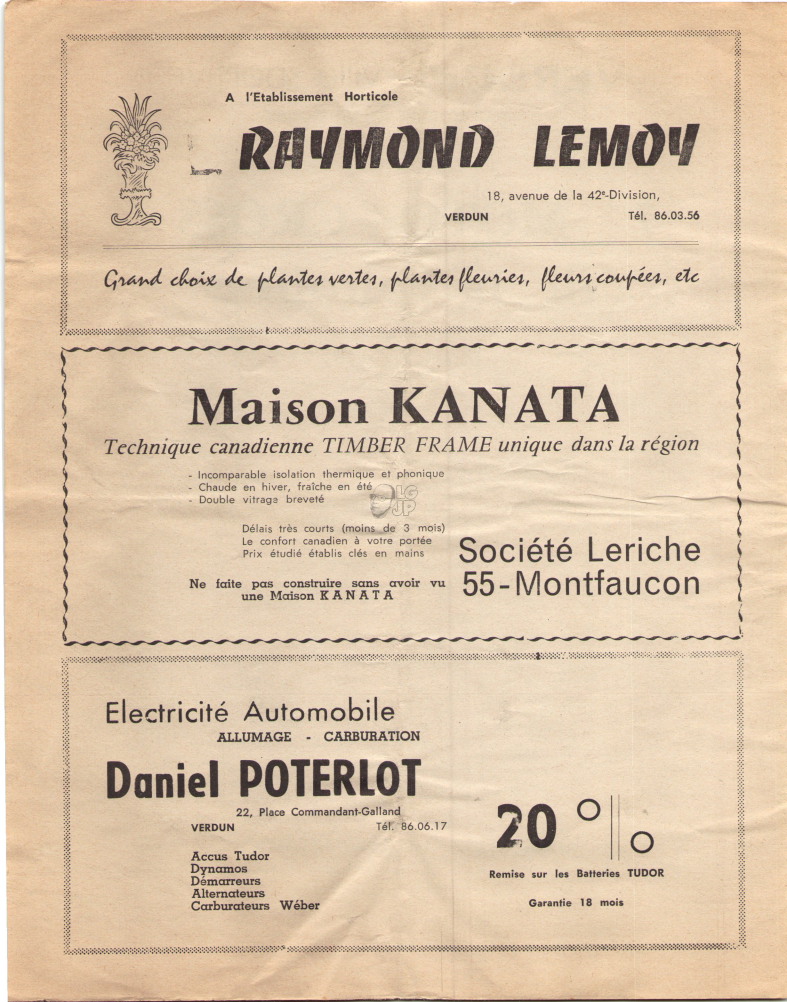 A l'Etablissement Horticole
RAYMOND LEMOY
18, avenue de la 42e-Division,
VERDUN Tél. 86.03.56
Grand choix de plantes vertes, plantes fleuries, fleurs coupées, etc
Maison KANATA
Technique canadienne TIMBER FRAME unique dans la région
- Incomparable isolation thermique et phonique
- Chaude en hiver, fraîche en été
- Double vitrage breveté
LG
JP
Délais très courts (moins de 3 mois)
Le confort canadien à votre portée
Prix étudié établis clés en mains
Ne faite pas construire sans avoir vu
une Maison KANATA
Société Leriche
55-Montfaucon
Electricité Automobile
ALLUMAGE - CARBURATION
Daniel POTERLOT
22, Place Commandant-Galland
VERDUN Tél. 86.06.17
Accus Tudor
Dynamos
Démarreurs
Alternateurs
Carburateurs Wéber
20 %
Remise sur les Batteries TUDOR
Garantie 18 mois